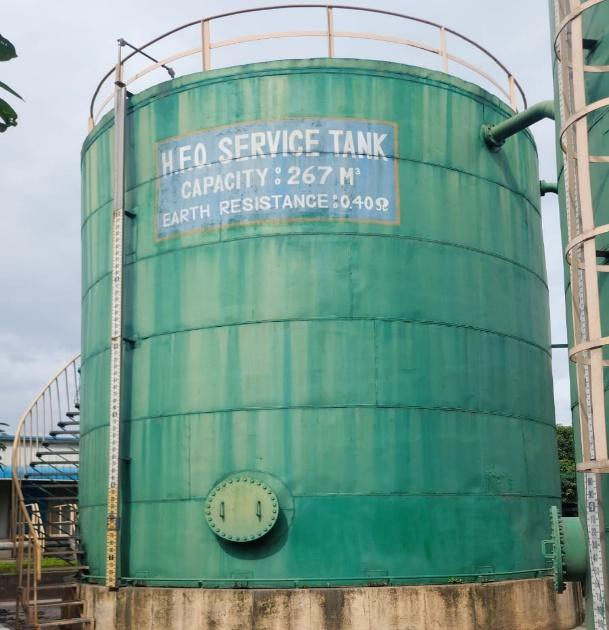 H.F.O. SERVICE TANK
CAPACITY : 267 M³
EARTH RESISTANCE : 0.40Ω